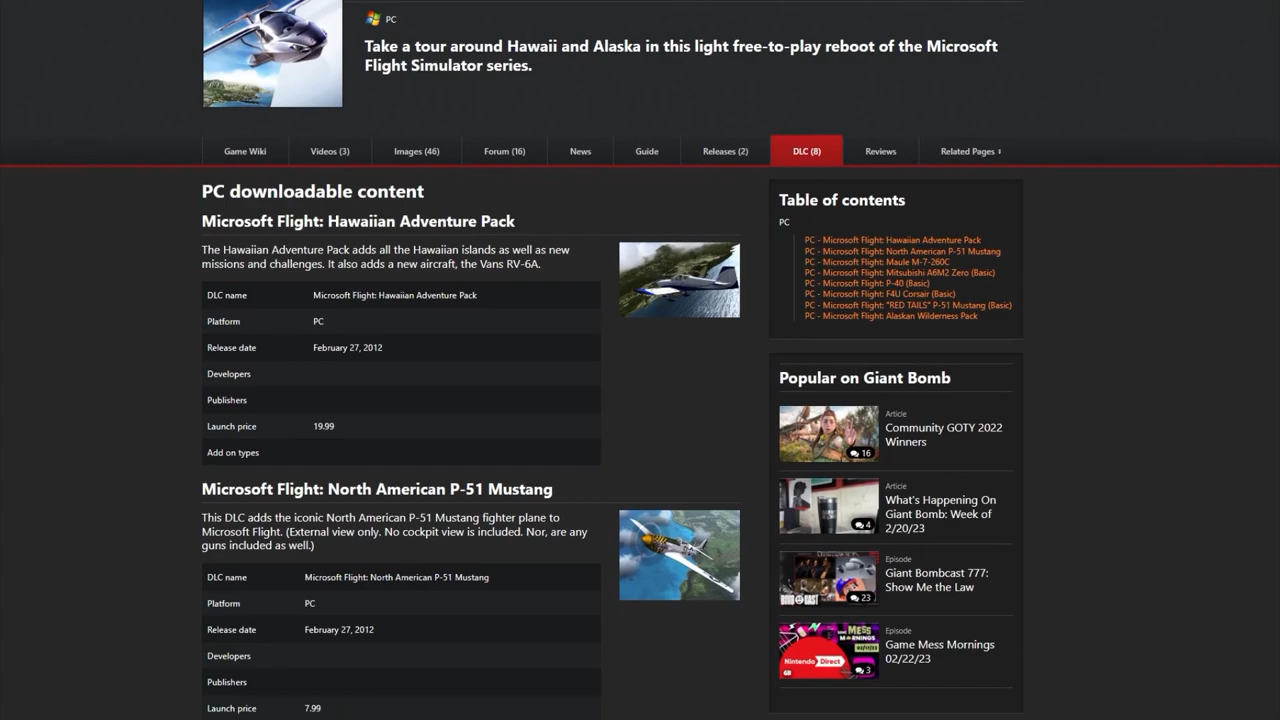 PC
Take a tour around Hawaii and Alaska in this light free-to-play reboot of the Microsoft
Flight Simulator series.
Game Wiki
Videos (3)
Images (46)
Forum (16)
News
Guide
Releases (2)
DLC (8)
Reviews
Related Pages
PC downloadable content
Microsoft Flight: Hawaiian Adventure Pack
The Hawaiian Adventure Pack adds all the Hawaiian islands as well as new
missions and challenges. It also adds a new aircraft, the Vans RV-6A.
DLC name Microsoft Flight: Hawaiian Adventure Pack
Platform PC
Release date February 27, 2012
Developers
Publishers
Launch price 19.99
Add on types
Microsoft Flight: North American P-51 Mustang
This DLC adds the iconic North American P-51 Mustang fighter plane to
Microsoft Flight. (External view only. No cockpit view is included. Nor, are any
guns included as well.)
DLC name Microsoft Flight: North American P-51 Mustang
Platform PC
Release date February 27, 2012
Developers
Publishers
Launch price 7.99
Table of contents
PC
PC - Microsoft Flight: Hawaiian Adventure Pack
PC - Microsoft Flight: North American P-51 Mustang
PC - Microsoft Flight: Maule M-7-260C
PC - Microsoft Flight: Mitsubishi A6M2 Zero (Basic)
PC - Microsoft Flight: P-40 (Basic)
PC - Microsoft Flight: F4U Corsair (Basic)
PC - Microsoft Flight: "RED TAILS" P-51 Mustang (Basic)
PC - Microsoft Flight: Alaskan Wilderness Pack
Popular on Giant Bomb
Article
Community GOTY 2022
Winners
16
Article
What's Happening On
Giant Bomb: Week of
2/20/23
4
Episode
Giant Bombcast 777:
Show Me the Law
23
Episode
Game Mess Mornings
02/22/23
MESS
MORNINGS
Nintendo Direct
GB
3